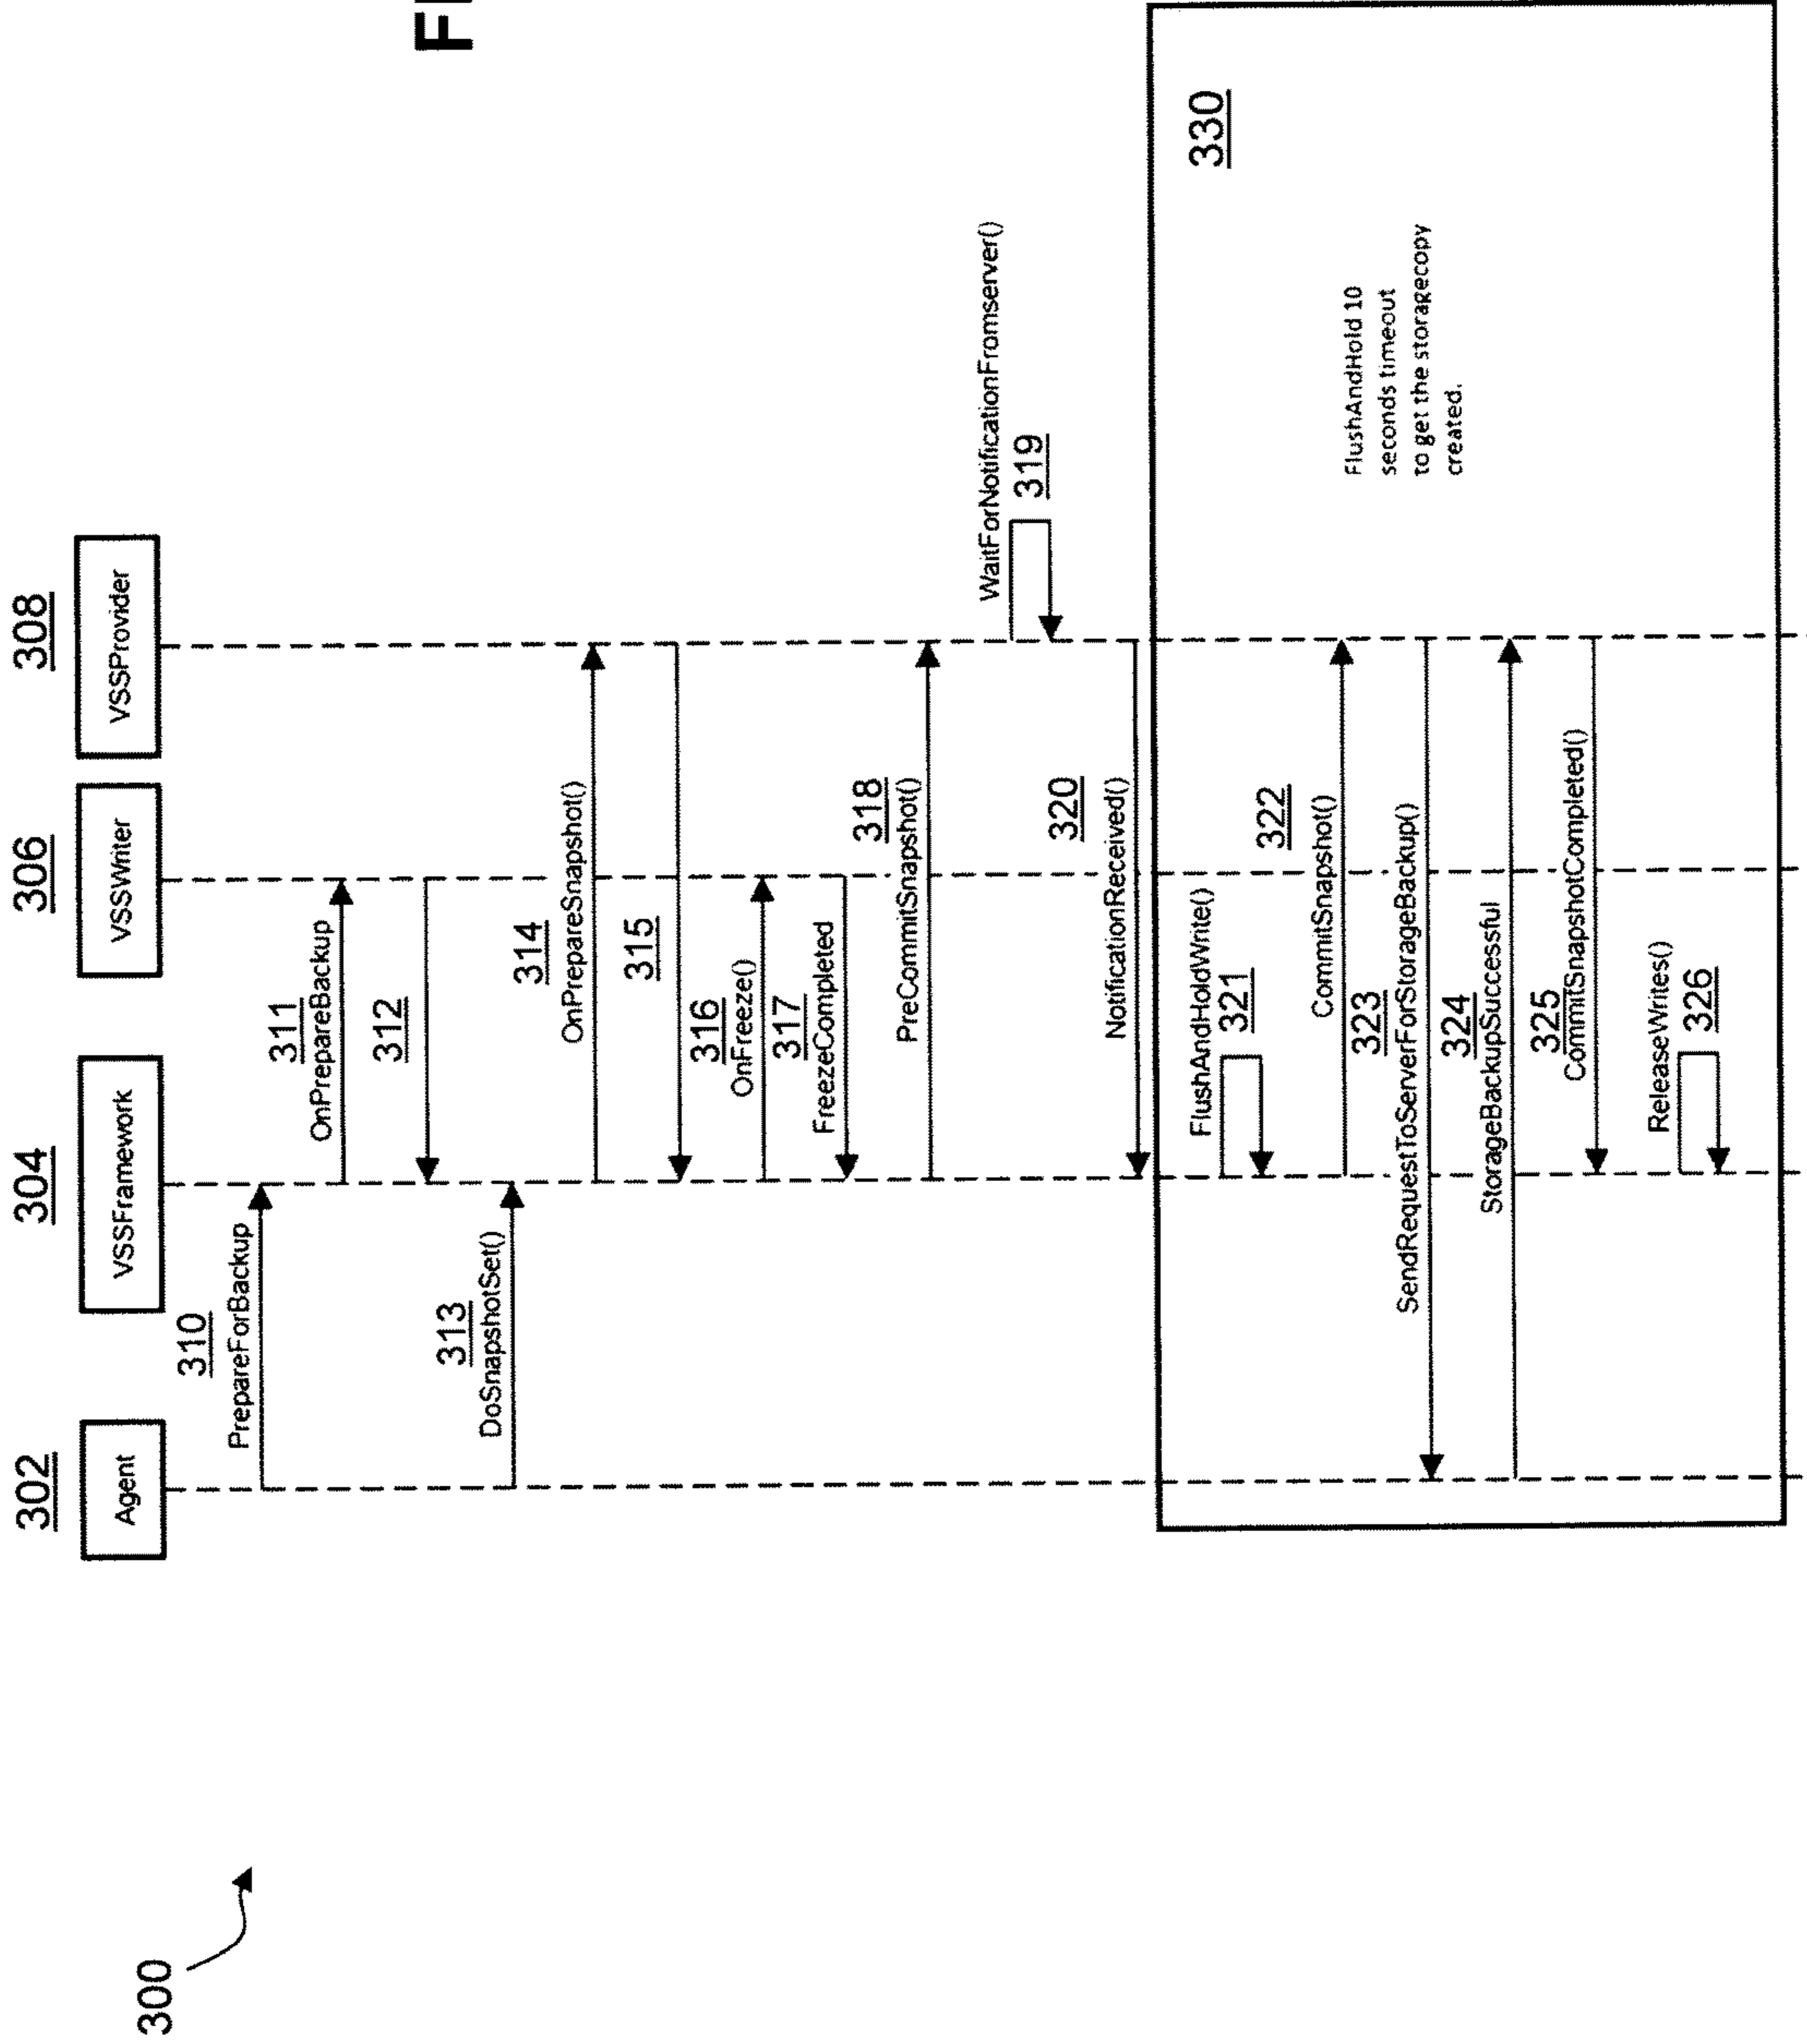 300
302
304
306
308
Agent
VSSFramework
VSSWriter
VSSProvider
310
PrepareForBackup
311
OnPrepareBackup
312
313
DoSnapshotSet()
314
OnPrepareSnapshot()
315
316
OnFreeze()
317
FreezeCompleted
318
PreCommitSnapshot()
WaitForNotificationFromserver()
319
320
NotificationReceived()
330
FlushAndHoldWrite()
321
322
CommitSnapshot()
FlushAndHold 10
seconds timeout
to get the storagecopy
created.
323
SendRequestToServerForStorageBackup()
324
StorageBackupSuccessful
325
CommitSnapshotCompleted()
ReleaseWrites()
326